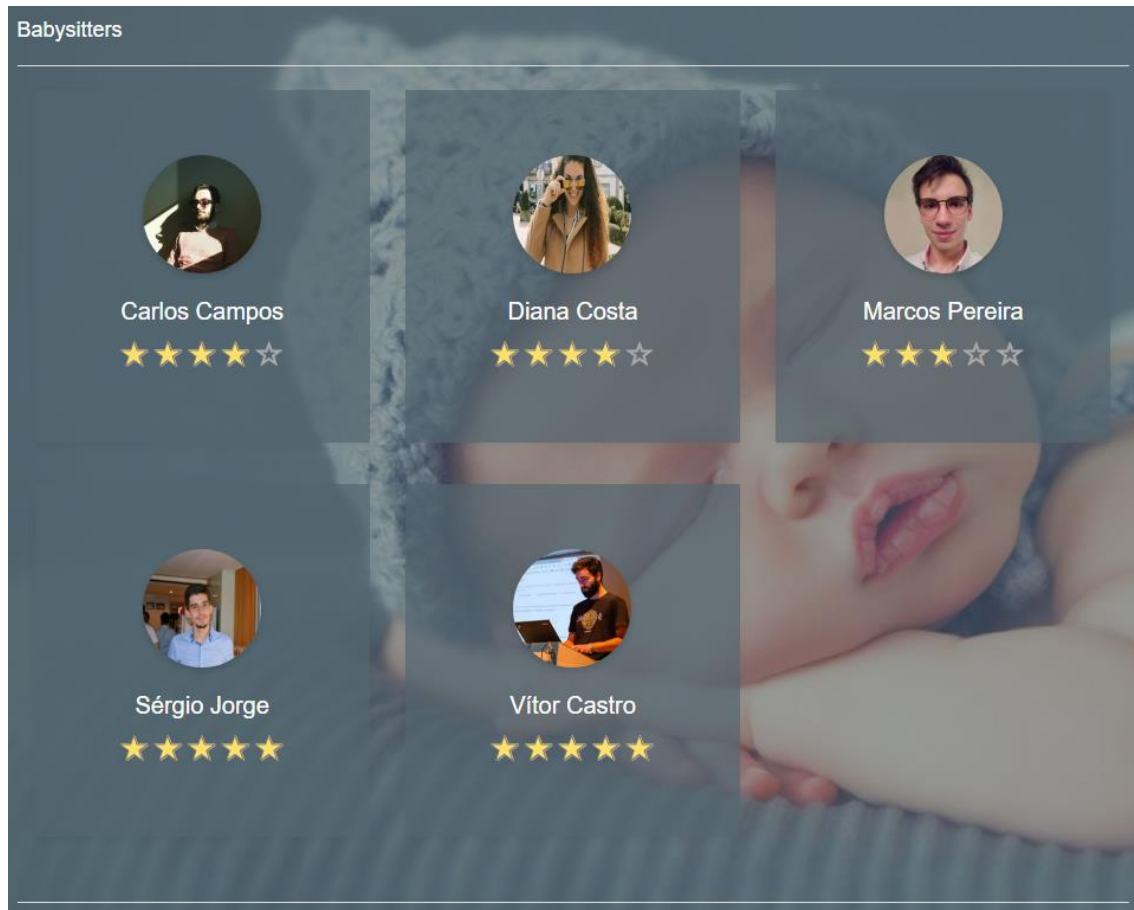 Babysitters
Carlos Campos
Diana Costa
Marcos Pereira
Sérgio Jorge
Vítor Castro